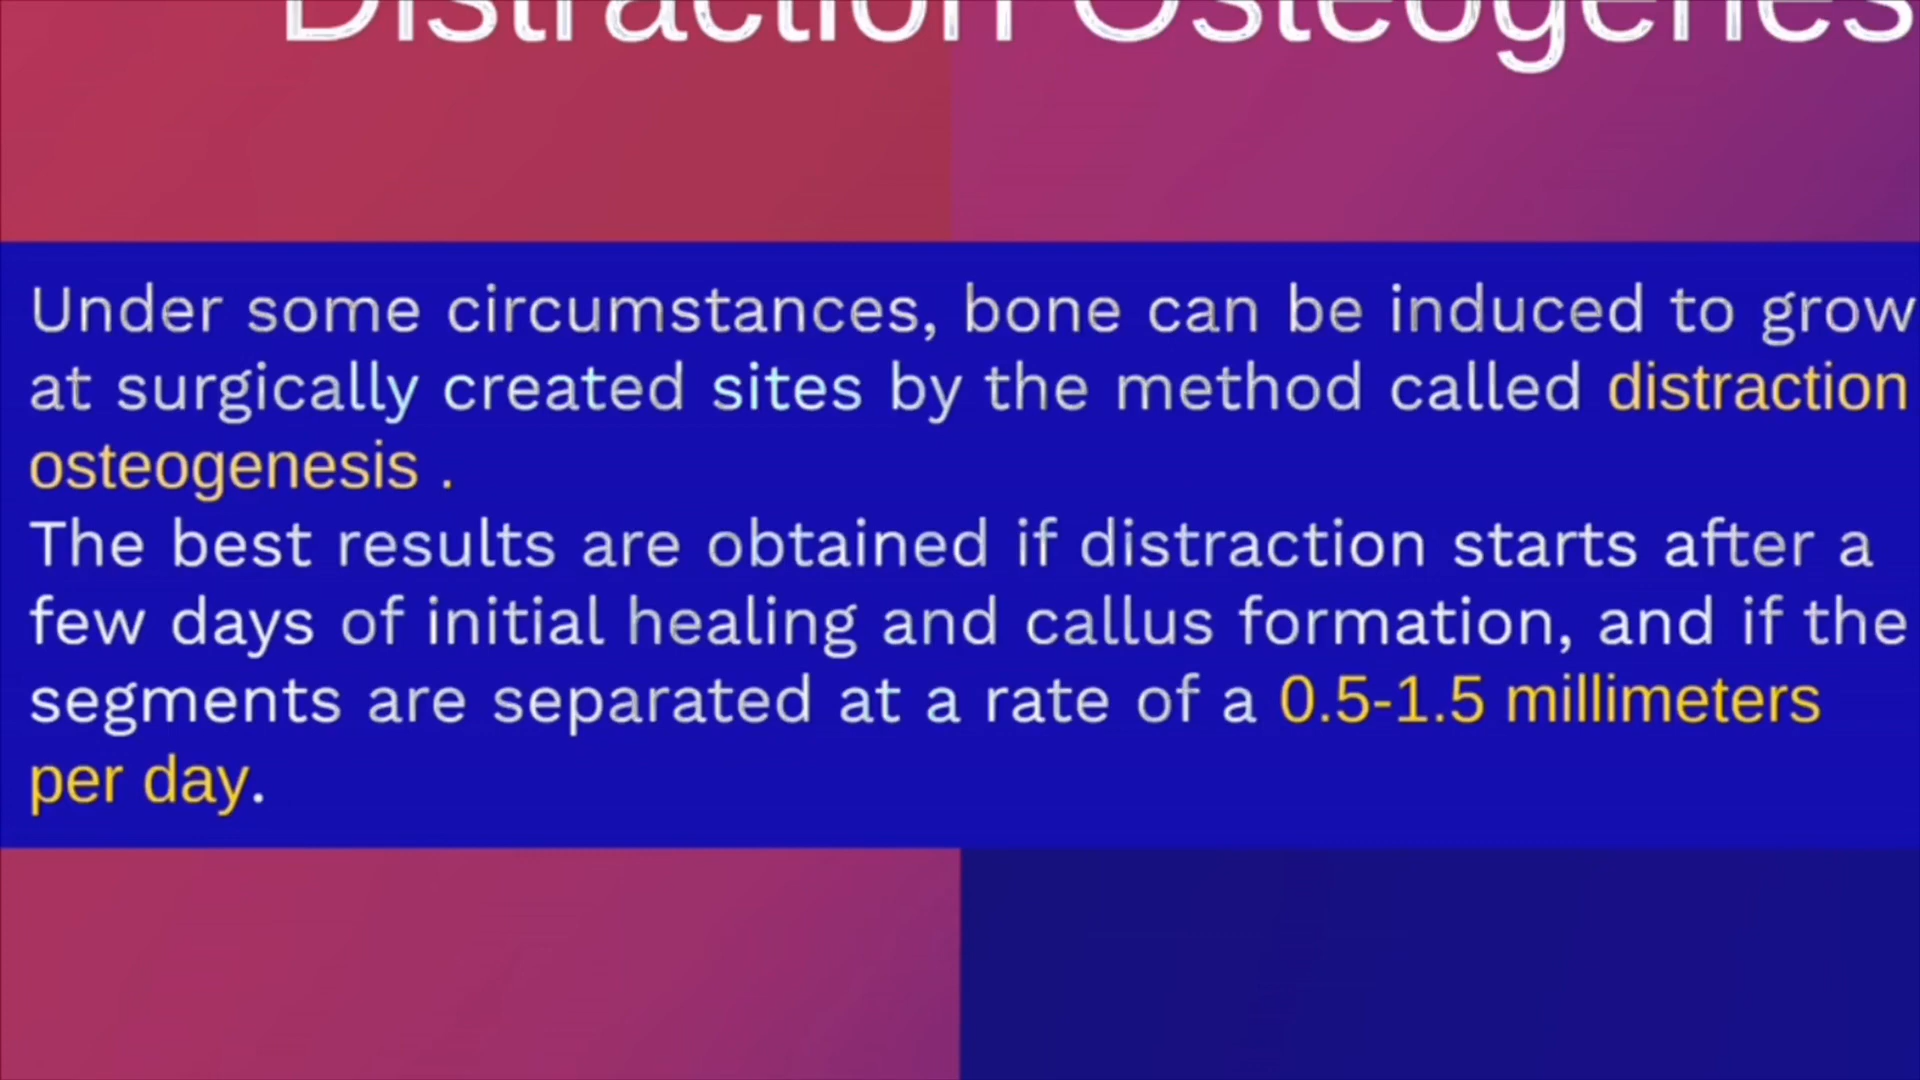 Distraction Osteogenes
Under some circumstances, bone can be induced to grow
at surgically created sites by the method called distraction
osteogenesis .
The best results are obtained if distraction starts after a
few days of initial healing and callus formation, and if the
segments are separated at a rate of a 0.5-1.5 millimeters
per day.